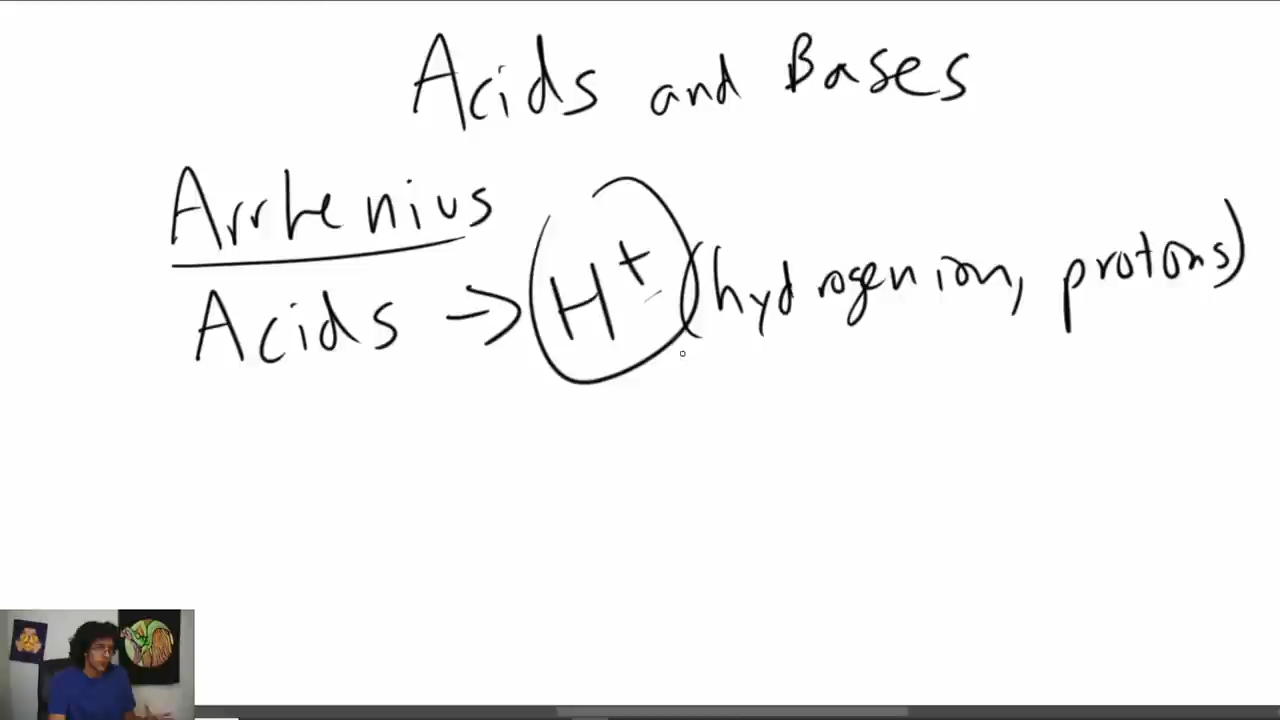 Acids and Bases
Arrhenius
Acids → H+ (hydrogen ion, protons)